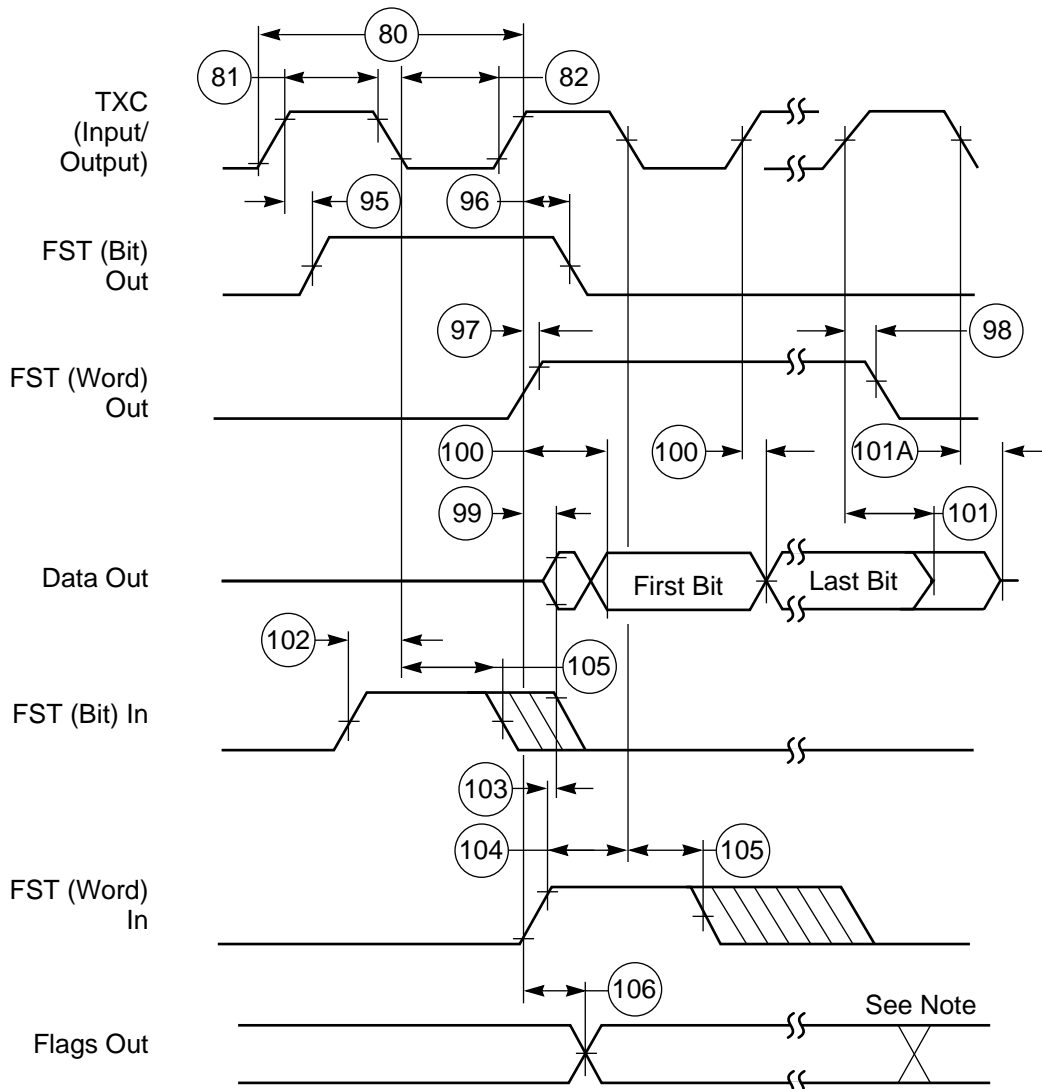 80
81
82
TXC
(Input/
Output)
95
96
FST (Bit)
Out
97
98
FST (Word)
Out
100
100
101A
99
101
Data Out
First Bit
Last Bit
102
105
FST (Bit) In
103
104
105
FST (Word)
In
106
See Note
Flags Out